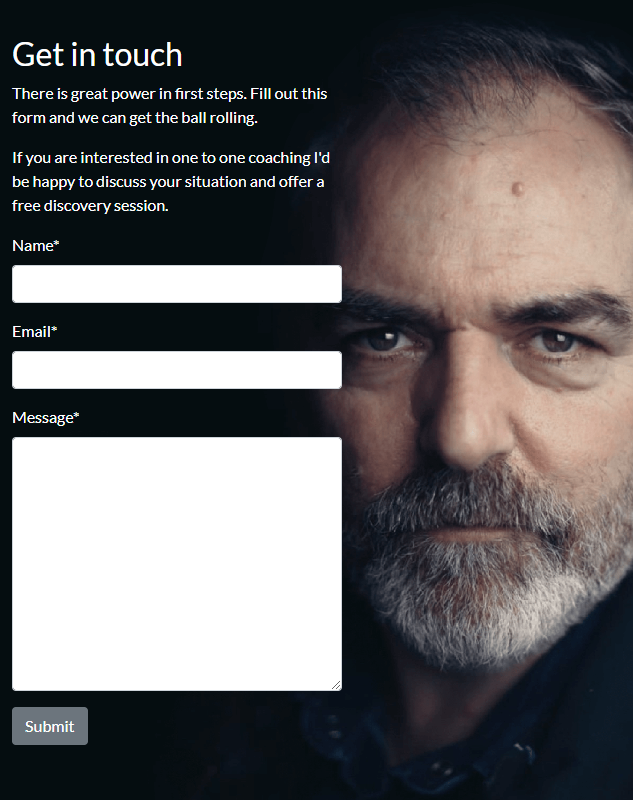 Get in touch
There is great power in first steps. Fill out this
form and we can get the ball rolling.
If you are interested in one to one coaching I'd
be happy to discuss your situation and offer a
free discovery session.
Name*
Email*
Message*
Submit